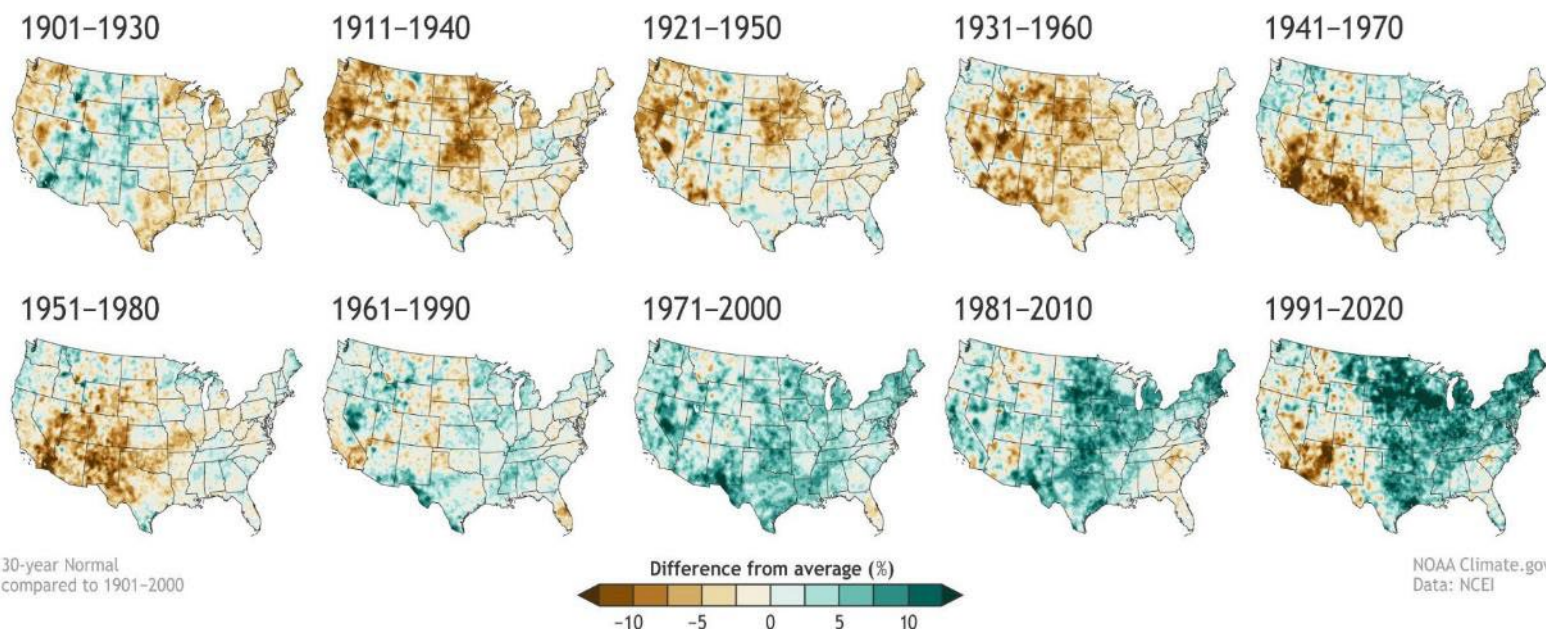 1901–1930
1911–1940
1921–1950
1931–1960
1941–1970
1951–1980
1961–1990
1971–2000
1981–2010
1991–2020
30-year Normal
compared to 1901–2000
Difference from average (%)
-10 -5 0 5 10
NOAA Climate.gov
Data: NCEI